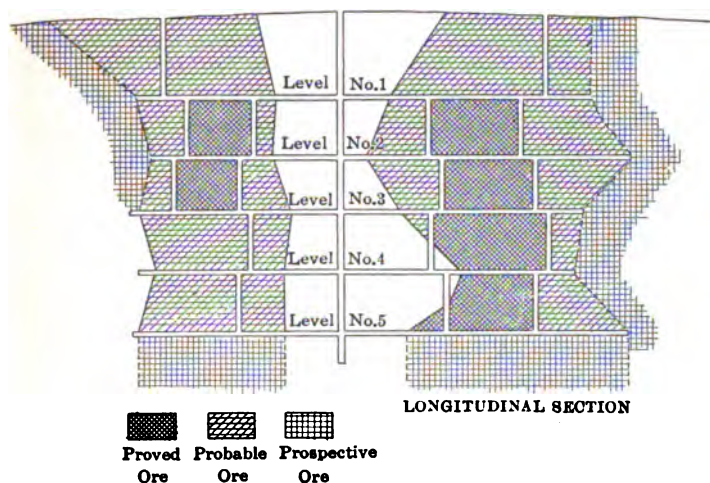 Level No.1
No.2
Level No.3
Level No.4
Level No.5
LONGITUDINAL SECTION
Proved Probable Prospective
Ore Ore Ore